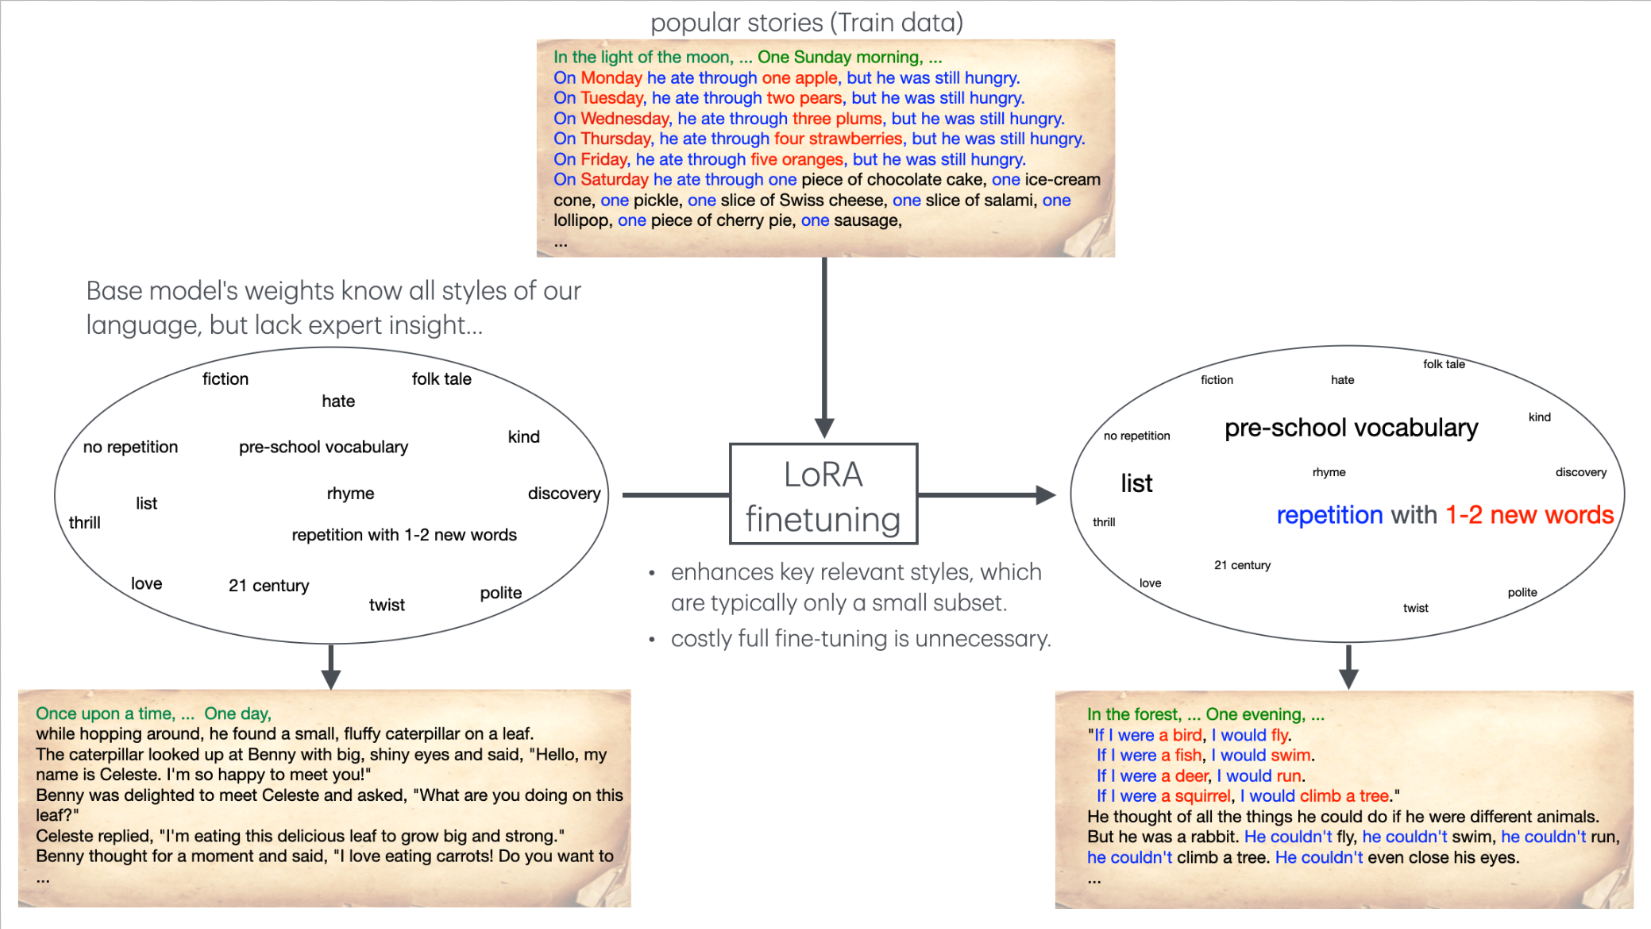 popular stories (Train data)
In the light of the moon, ... One Sunday morning, ...
On Monday he ate through one apple, but he was still hungry.
On Tuesday, he ate through two pears, but he was still hungry.
On Wednesday, he ate through three plums, but he was still hungry.
On Thursday, he ate through four strawberries, but he was still hungry.
On Friday, he ate through five oranges, but he was still hungry.
On Saturday he ate through one piece of chocolate cake, one ice-cream
cone, one pickle, one slice of Swiss cheese, one slice of salami, one
lollipop, one piece of cherry pie, one sausage,
...
Base model's weights know all styles of our
language, but lack expert insight...
fiction
folk tale
hate
no repetition
pre-school vocabulary
kind
list
rhyme
discovery
thrill
repetition with 1-2 new words
love
21 century
twist
polite
LoRA
finetuning
• enhances key relevant styles, which
are typically only a small subset.
• costly full fine-tuning is unnecessary.
fiction
hate
folk tale
no repetition
pre-school vocabulary
kind
list
rhyme
discovery
thrill
repetition with 1-2 new words
love
21 century
twist
polite
Once upon a time, ... One day,
while hopping around, he found a small, fluffy caterpillar on a leaf.
The caterpillar looked up at Benny with big, shiny eyes and said, "Hello, my
name is Celeste. I'm so happy to meet you!"
Benny was delighted to meet Celeste and asked, "What are you doing on this
leaf?"
Celeste replied, "I'm eating this delicious leaf to grow big and strong."
Benny thought for a moment and said, "I love eating carrots! Do you want to
...
In the forest, ... One evening, ...
"If I were a bird, I would fly.
If I were a fish, I would swim.
If I were a deer, I would run.
If I were a squirrel, I would climb a tree."
He thought of all the things he could do if he were different animals.
But he was a rabbit. He couldn't fly, he couldn't swim, he couldn't run,
he couldn't climb a tree. He couldn't even close his eyes.
...